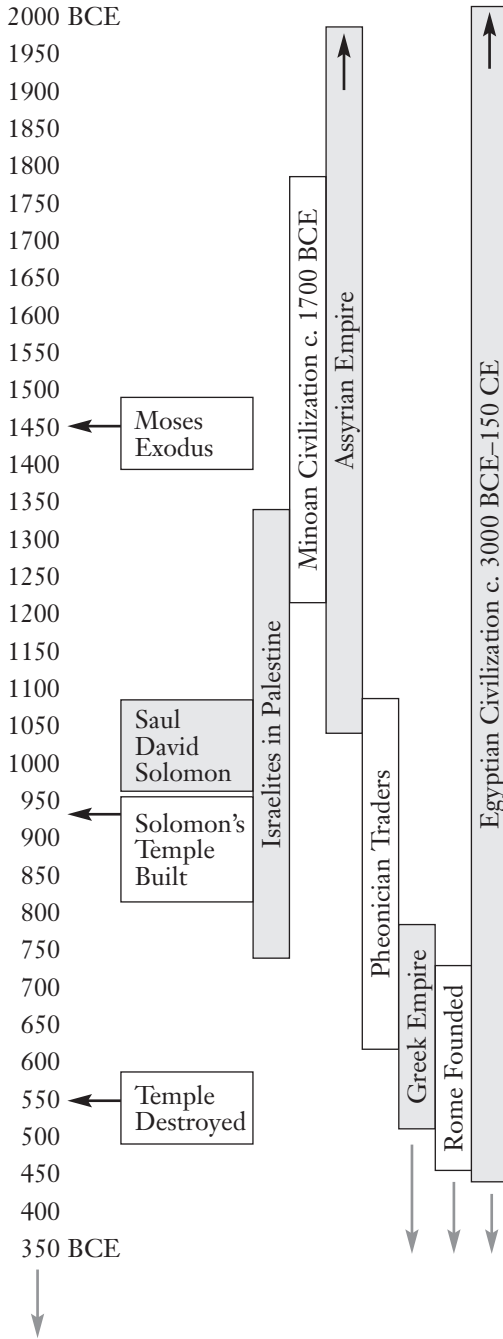 2000 BCE
1950
1900
1850
1800
1750
1700
1650
1600
1550
1500
1450
1400
1350
1300
1250
1200
1150
1100
1050
1000
950
900
850
800
750
700
650
600
550
500
450
400
350 BCE
Moses
Exodus
Saul
David
Solomon
Solomon's
Temple
Built
Temple
Destroyed
Israelites in Palestine
Minoan Civilization c. 1700 BCE
Assyrian Empire
Pheonician Traders
Greek Empire
Rome Founded
Egyptian Civilization c. 3000 BCE–150 CE